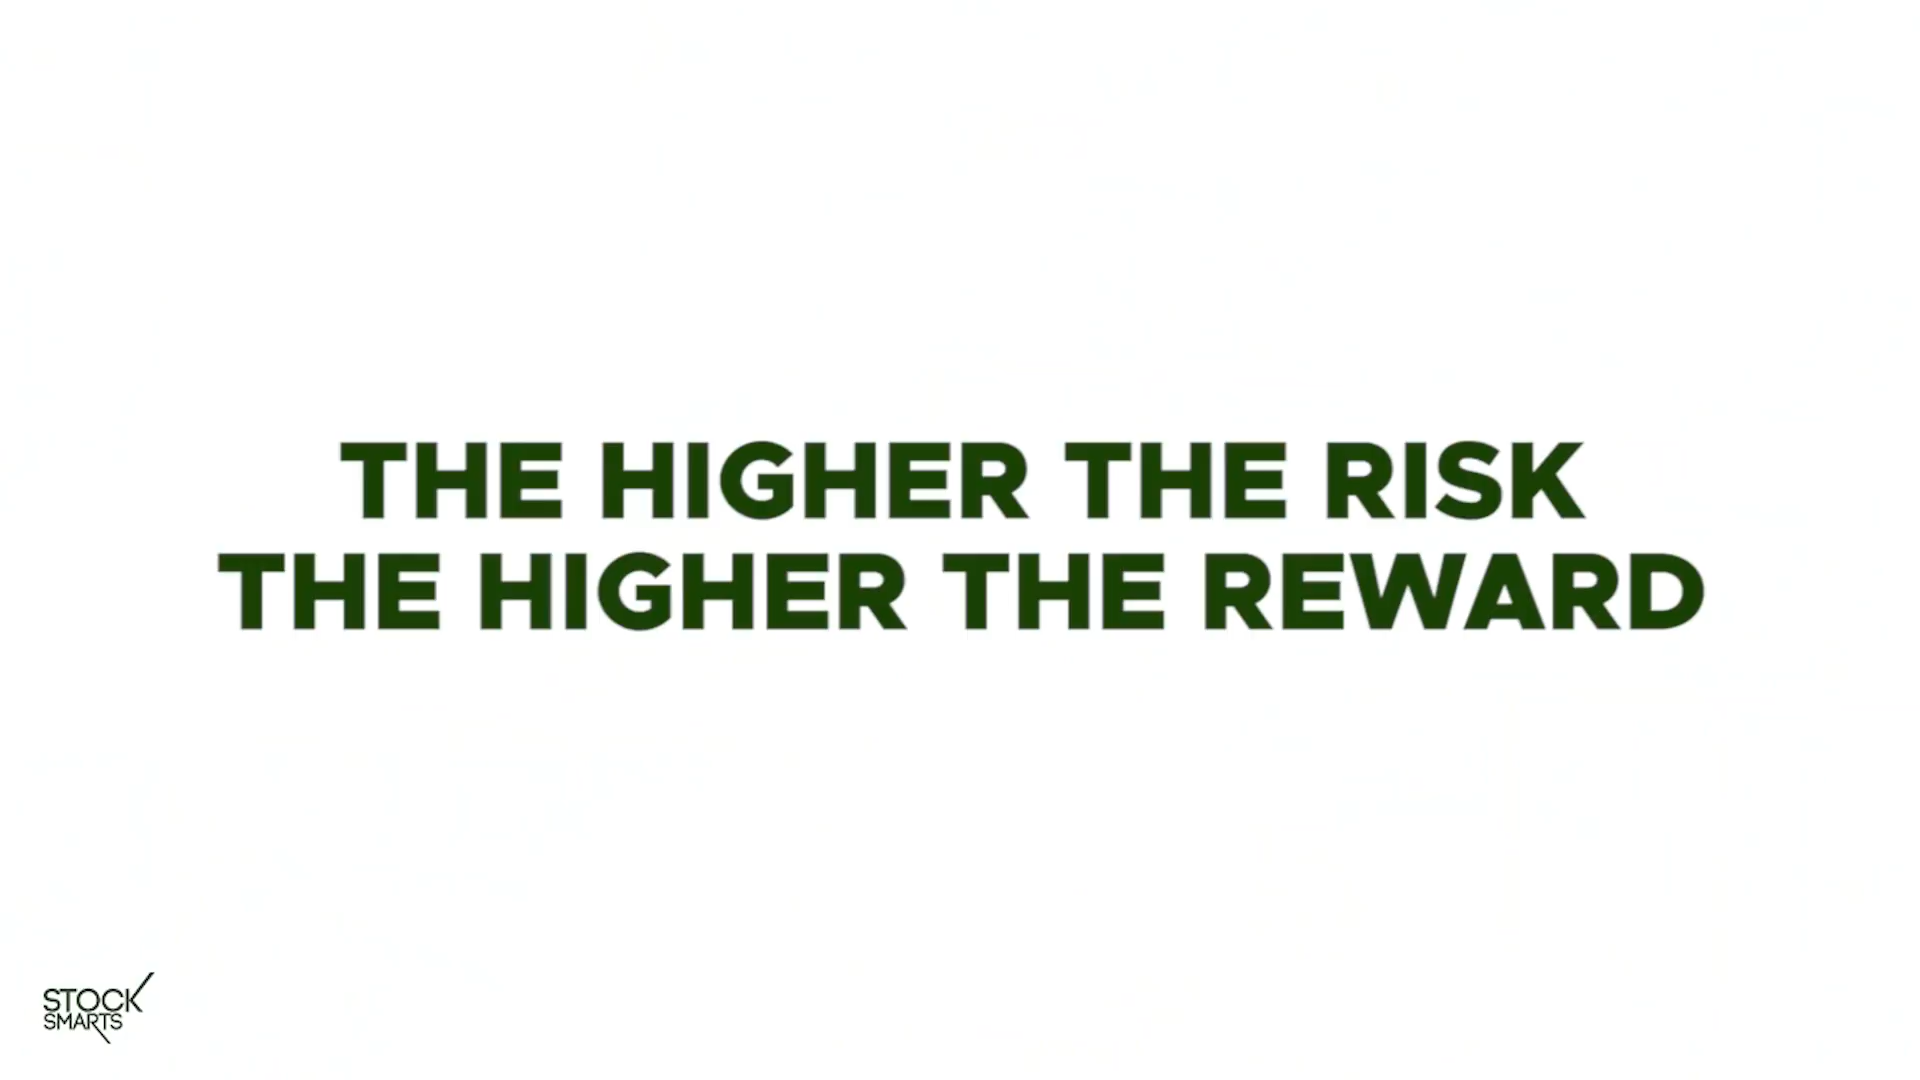 THE HIGHER THE RISK
THE HIGHER THE REWARD
STOCK
SMARTS